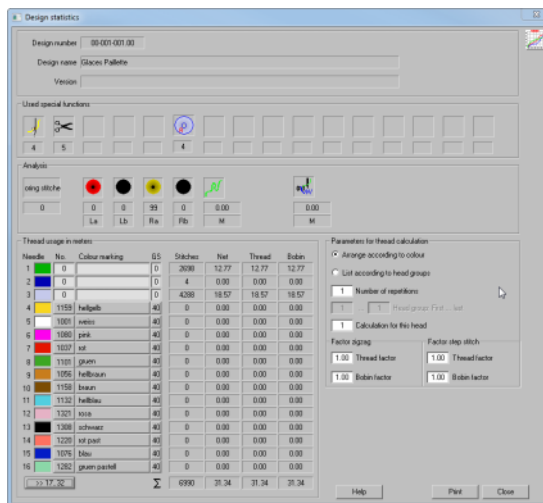 Design statistics
Design number 00-001-001.00
Design name Glaces Paillette
Version
Used special functions
4 5 4
Analysis
oring stitche
0 0 0 99 0 0.00 0.00
La Lb Ra Rb M M
Thread usage in meters
Needle No. Colour marking GS Stitches Net Thread Bobin
1 0 0 2698 12.77 12.77 12.77
2 0 0 4 0.00 0.00 0.00
3 0 0 4288 18.57 18.57 18.57
4 1159 hellgelb 40 0 0.00 0.00 0.00
5 1001 weiss 40 0 0.00 0.00 0.00
6 1080 pink 40 0 0.00 0.00 0.00
7 1037 rot 40 0 0.00 0.00 0.00
8 1101 gruen 40 0 0.00 0.00 0.00
9 1056 hellbraun 40 0 0.00 0.00 0.00
10 1158 braun 40 0 0.00 0.00 0.00
11 1132 hellblau 40 0 0.00 0.00 0.00
12 1321 rosa 40 0 0.00 0.00 0.00
13 1308 schwarz 40 0 0.00 0.00 0.00
14 1220 rot past 40 0 0.00 0.00 0.00
15 1076 blau 40 0 0.00 0.00 0.00
16 1282 gruen pastell 40 0 0.00 0.00 0.00
>> 17..32 Σ 6990 31.34 31.34 31.34
Parameters for thread calculation
Arrange according to colour
List according to head groups
1 Number of repetitions
1 .. 1 Head group: First ... last
1 Calculation for this head
Factor zigzag Factor step stitch
1.00 Thread factor 1.00 Thread factor
1.00 Bobin factor 1.00 Bobin factor
Help Print Close